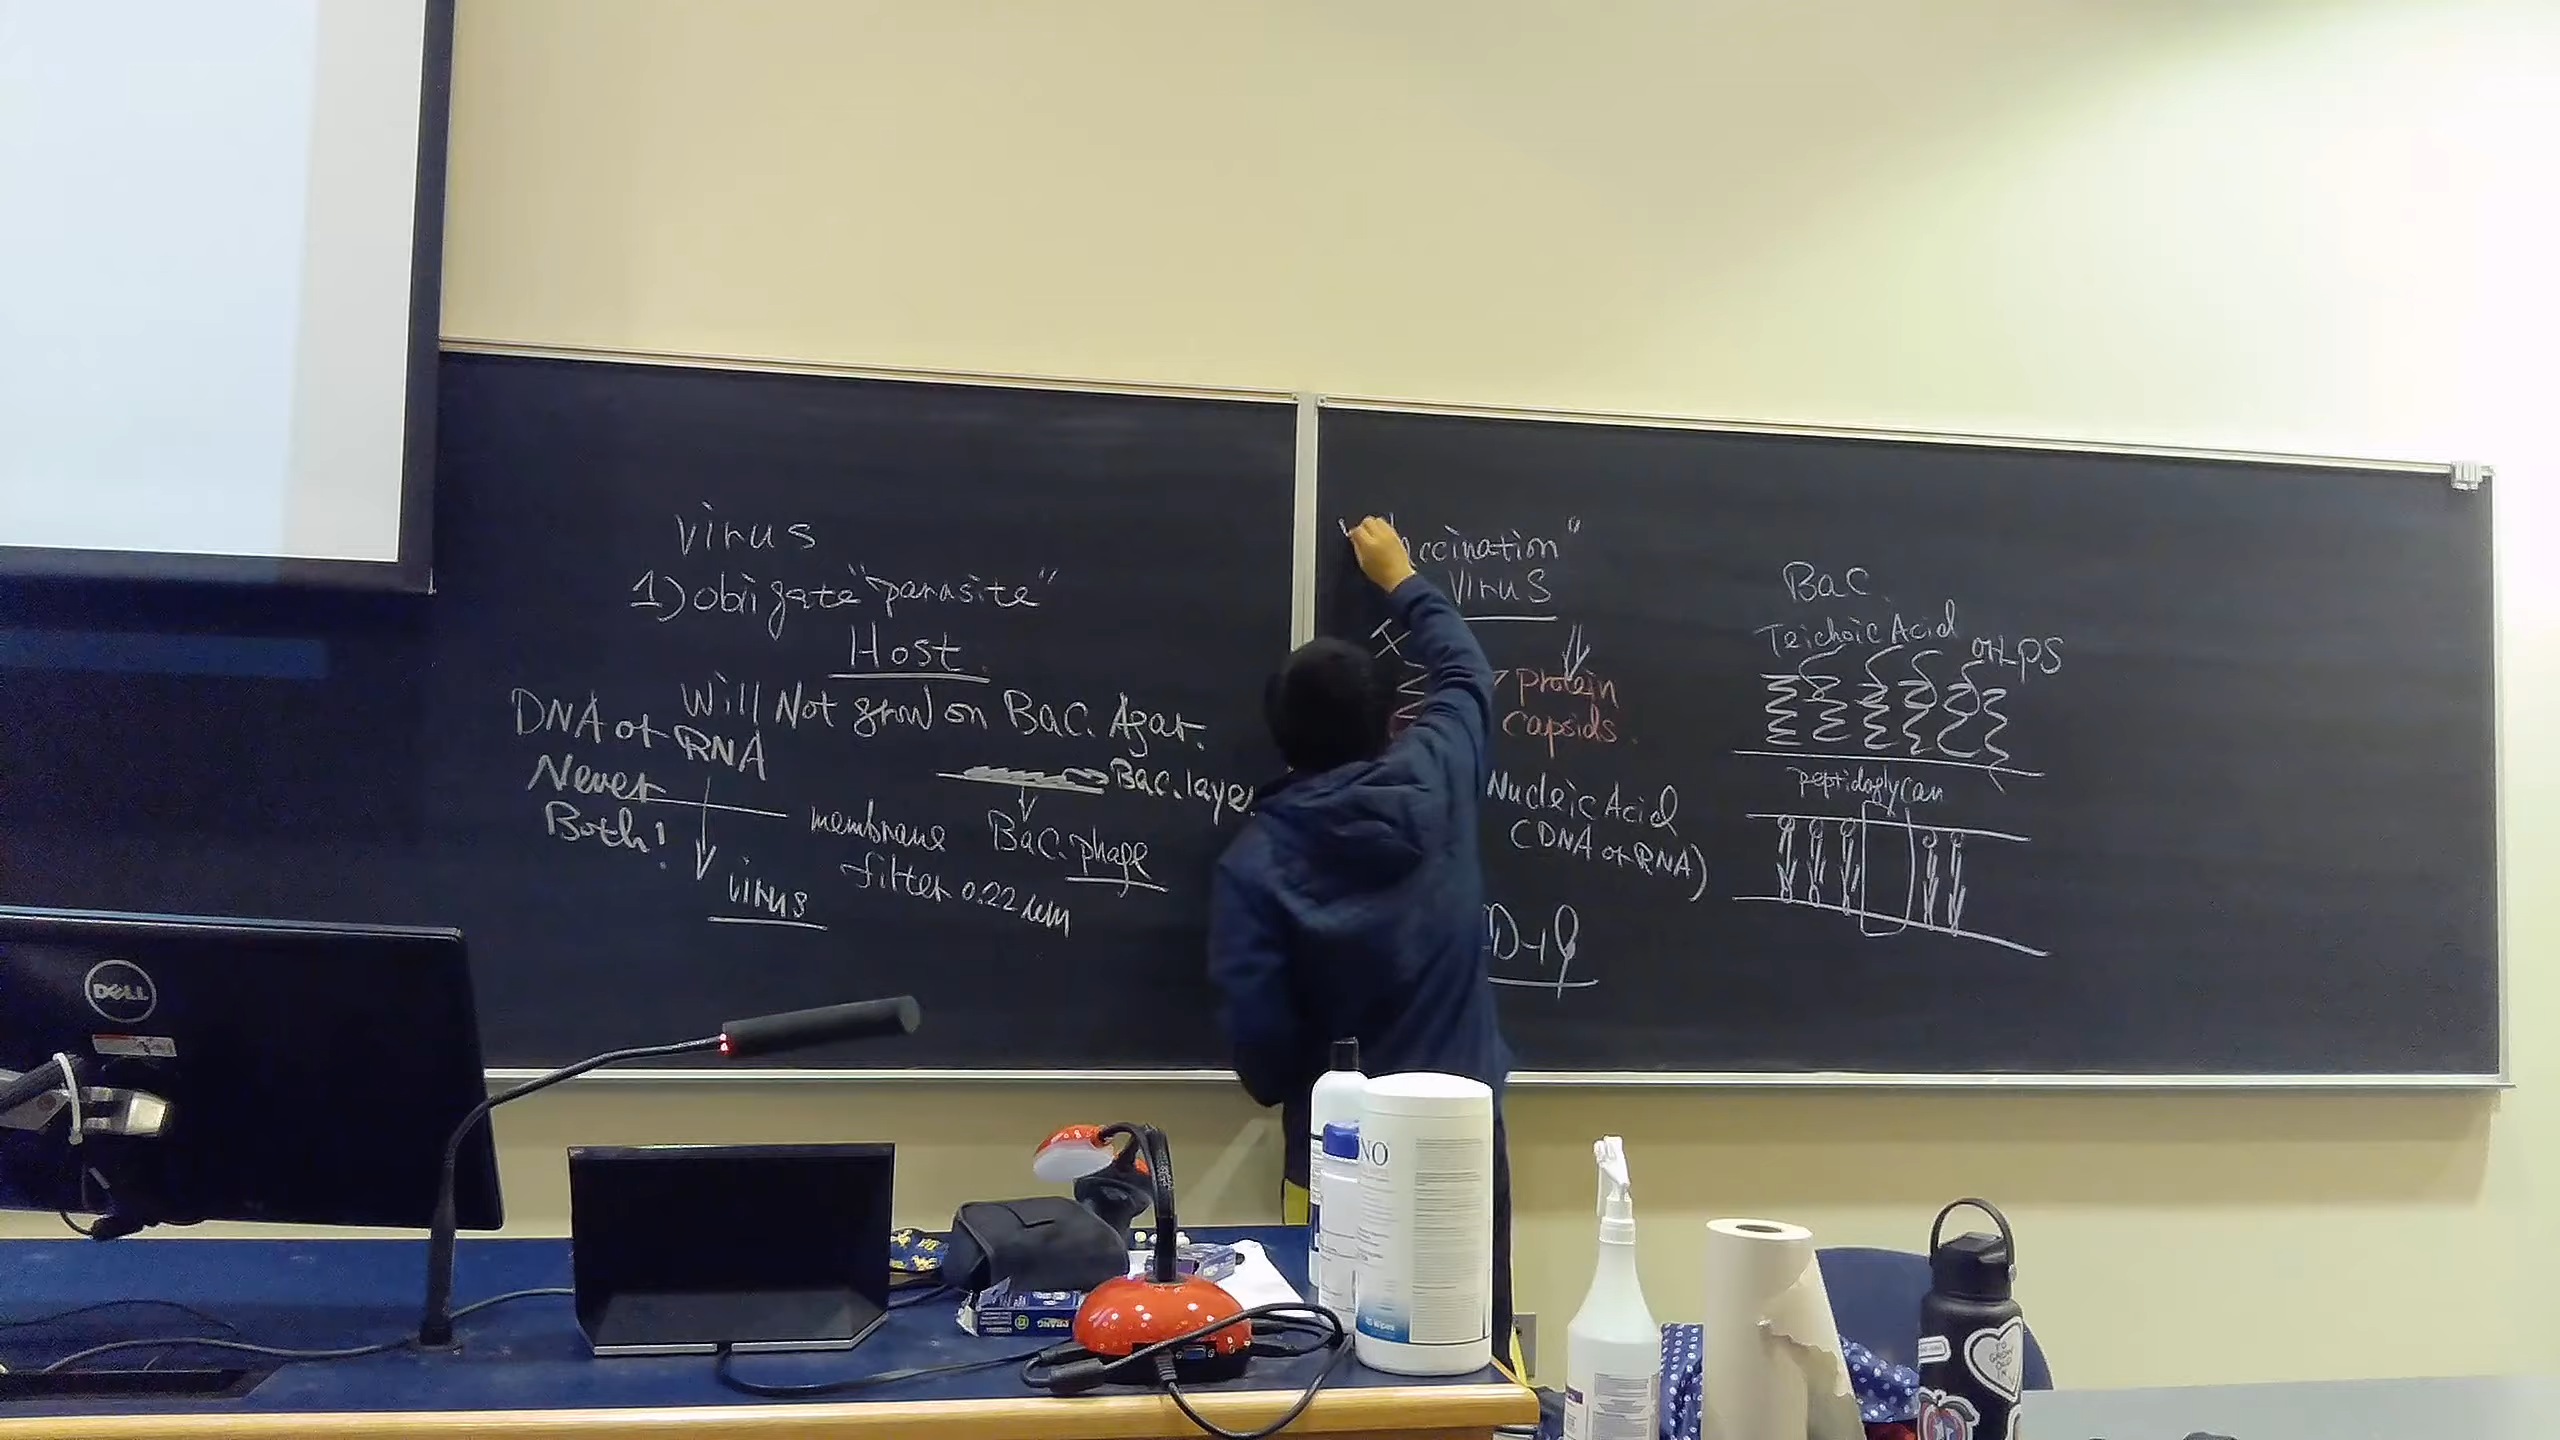 virus
1) obligate "parasite"
Host
Will Not grow on Bac. Agar.
DNA or RNA
Never
Both!
virus
membrane
filter 0.22 um
Bac. layer
Bac. phage
Virus
protein
capsids.
Nucleic Acid
(DNA or RNA)
Bac.
Teichoic Acid or LPS
peptidoglycan
DELL
NO